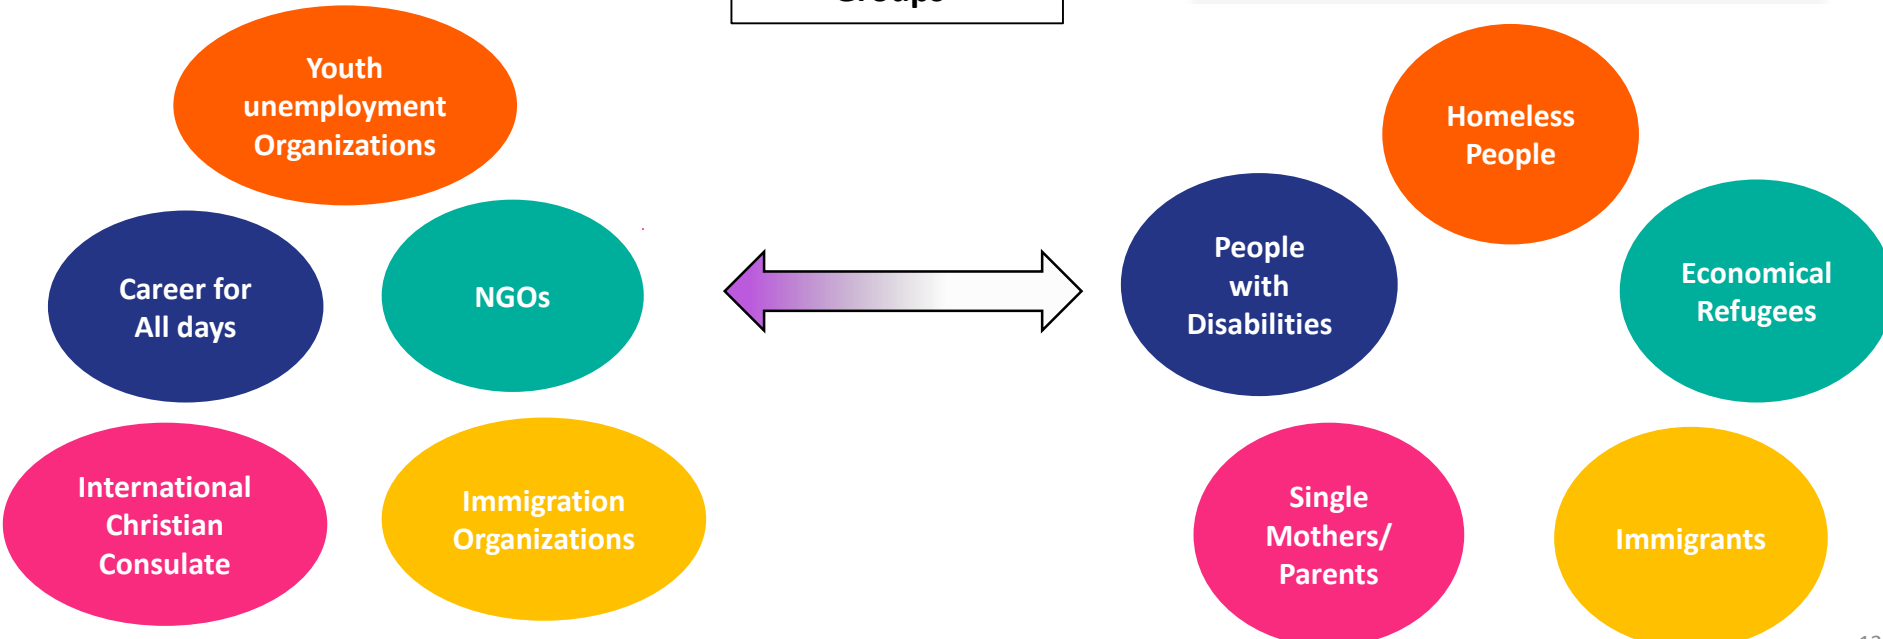 Youth
unemployment
Organizations
Career for
All days
NGOs
International
Christian
Consulate
Immigration
Organizations
Homeless
People
People
with
Disabilities
Economical
Refugees
Single
Mothers/
Parents
Immigrants